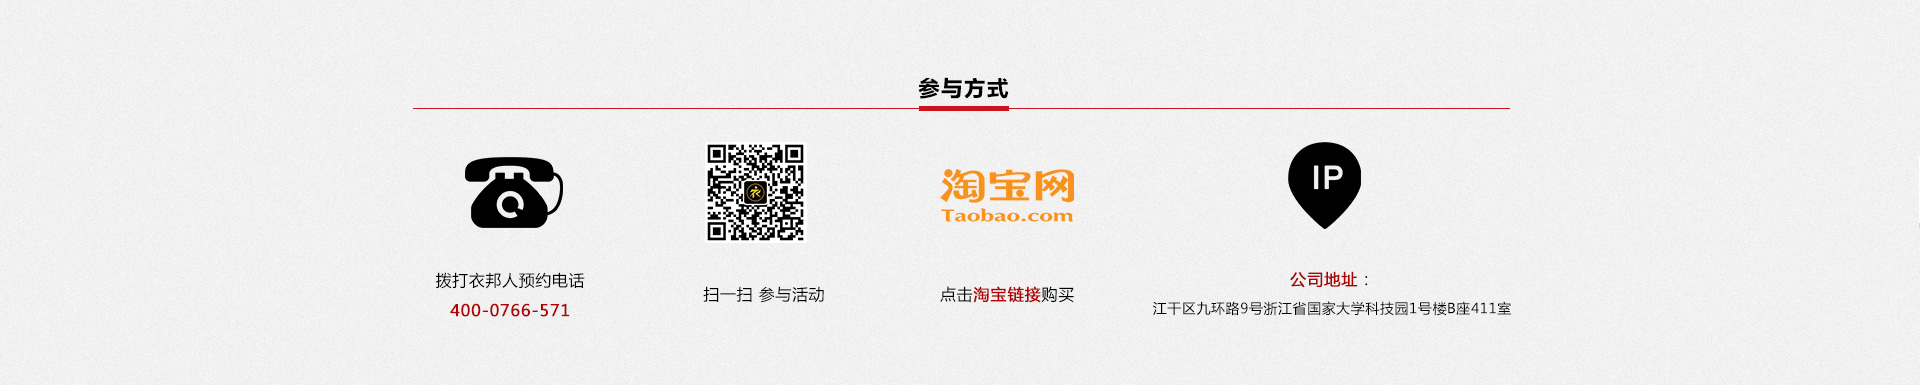 参与方式
拨打衣邦人预约电话
400-0766-571
衣
扫一扫 参与活动
淘宝网
Taobao.com
点击淘宝链接购买
IP
公司地址：
江干区九环路9号浙江省国家大学科技园1号楼B座411室